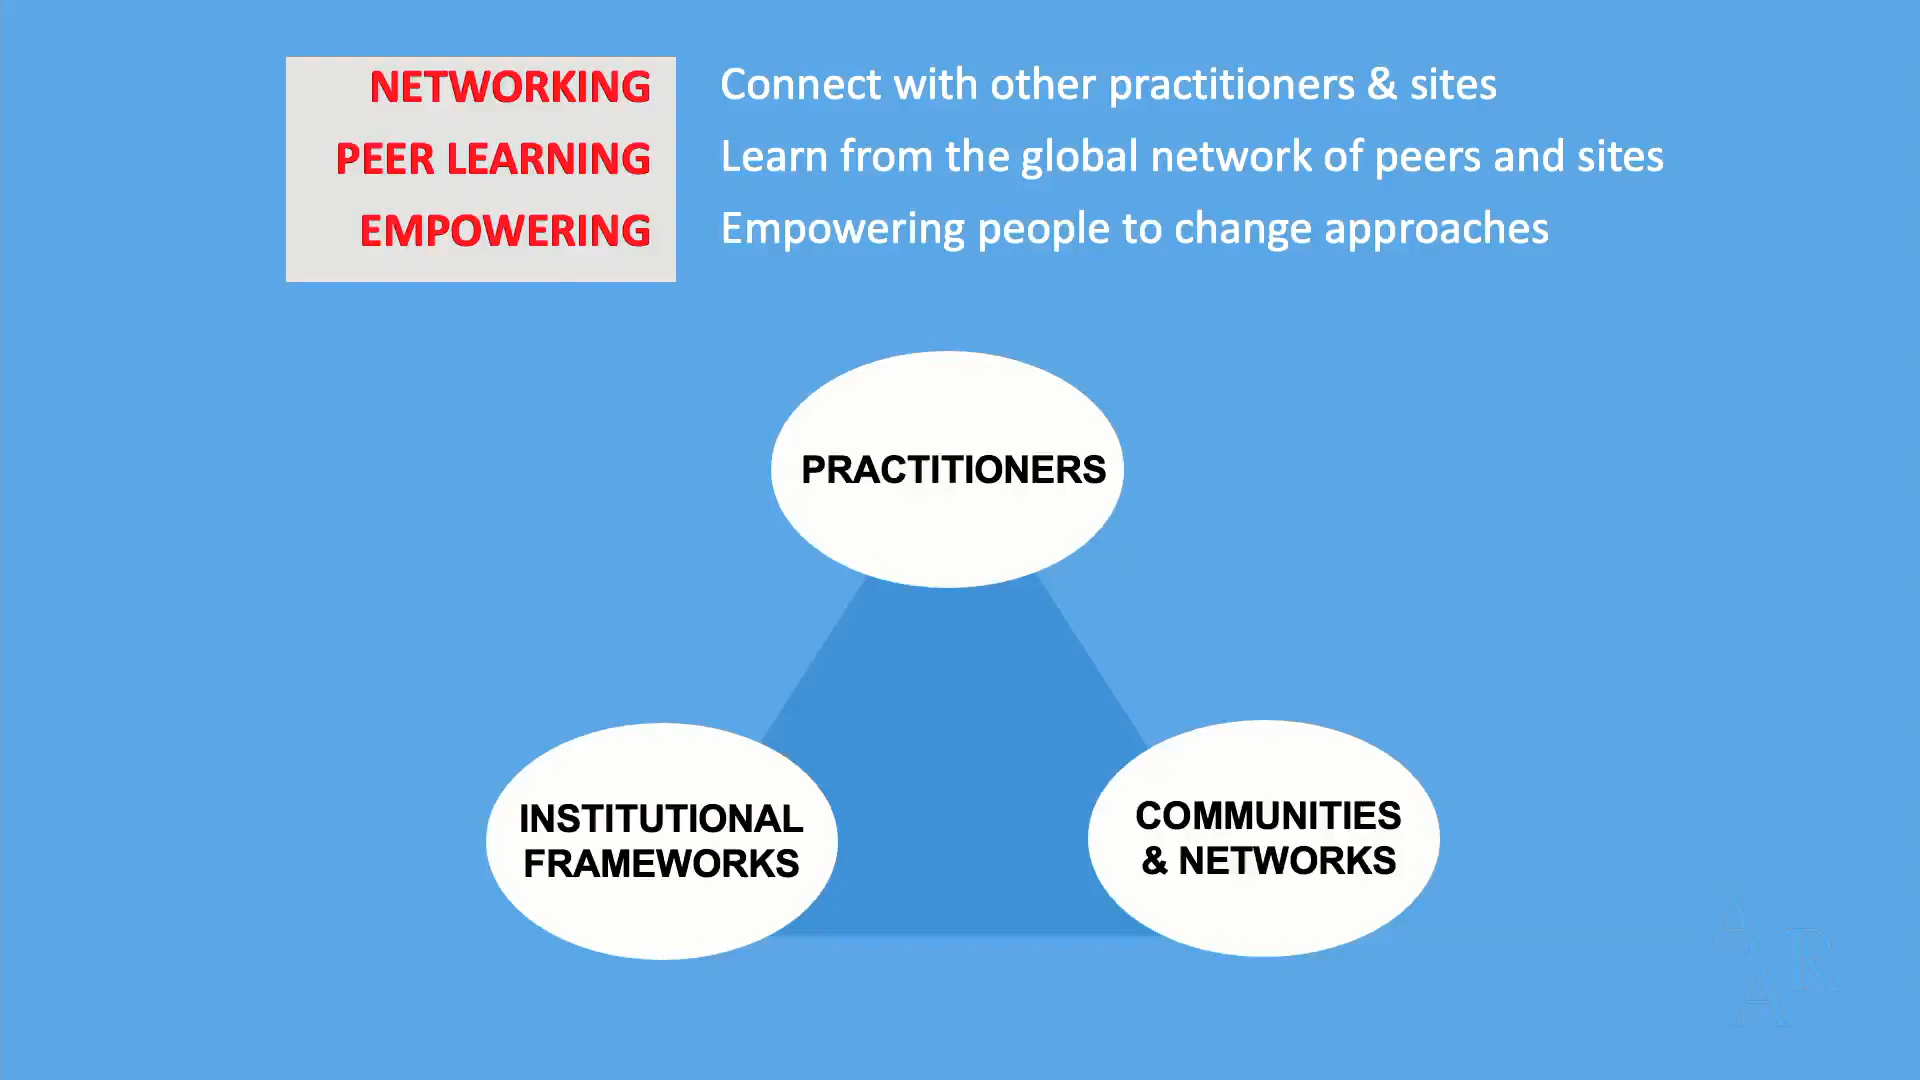 NETWORKING Connect with other practitioners & sites
PEER LEARNING Learn from the global network of peers and sites
EMPOWERING Empowering people to change approaches
PRACTITIONERS
INSTITUTIONAL
FRAMEWORKS
COMMUNITIES
& NETWORKS